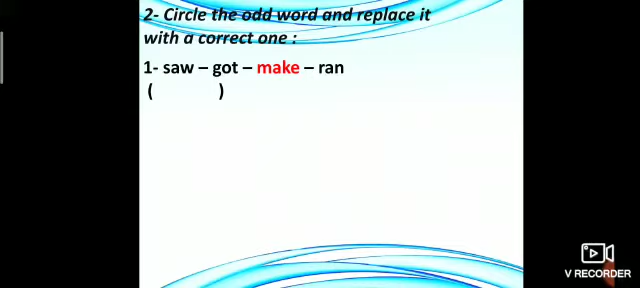 2- Circle the odd word and replace it
with a correct one :
1- saw – got – make – ran
(          )
V RECORDER